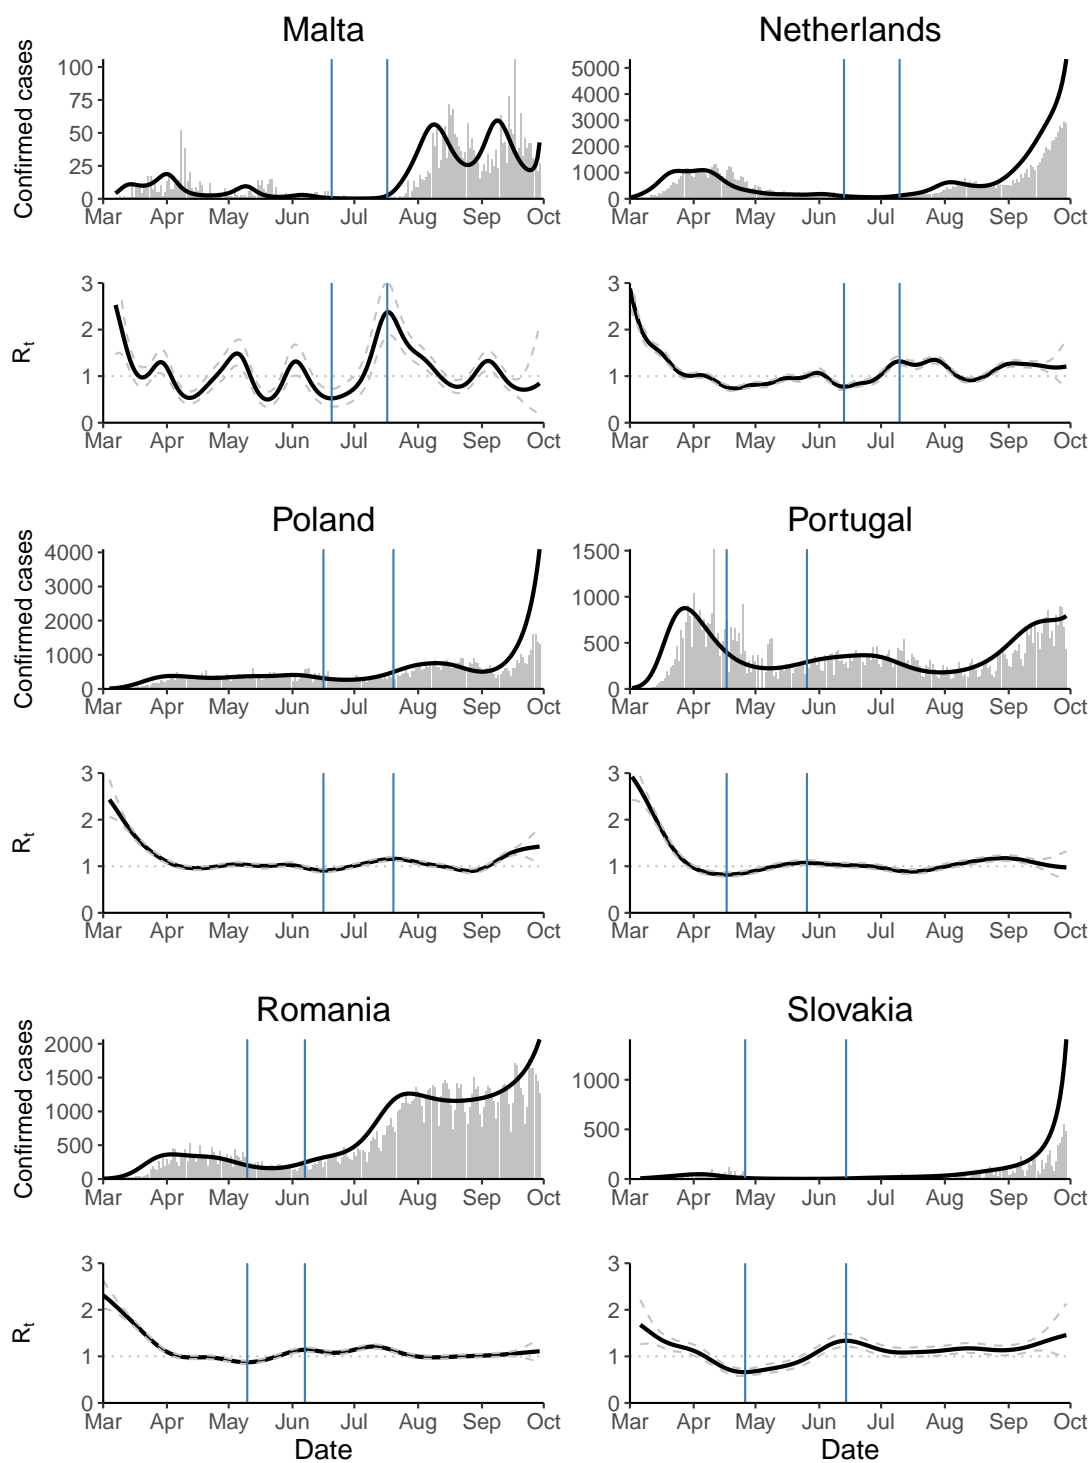 Malta
Netherlands
Confirmed cases
100
75
50
25
0
Mar Apr May Jun Jul Aug Sep Oct
5000
4000
3000
2000
1000
0
Mar Apr May Jun Jul Aug Sep Oct
Rt
3
2
1
0
Mar Apr May Jun Jul Aug Sep Oct
3
2
1
0
Mar Apr May Jun Jul Aug Sep Oct
Poland
Portugal
Confirmed cases
4000
3000
2000
1000
0
Mar Apr May Jun Jul Aug Sep Oct
1500
1000
500
0
Mar Apr May Jun Jul Aug Sep Oct
Rt
3
2
1
0
Mar Apr May Jun Jul Aug Sep Oct
3
2
1
0
Mar Apr May Jun Jul Aug Sep Oct
Romania
Slovakia
Confirmed cases
2000
1500
1000
500
0
Mar Apr May Jun Jul Aug Sep Oct
1000
500
0
Mar Apr May Jun Jul Aug Sep Oct
Rt
3
2
1
0
Mar Apr May Jun Jul Aug Sep Oct
Date
3
2
1
0
Mar Apr May Jun Jul Aug Sep Oct
Date